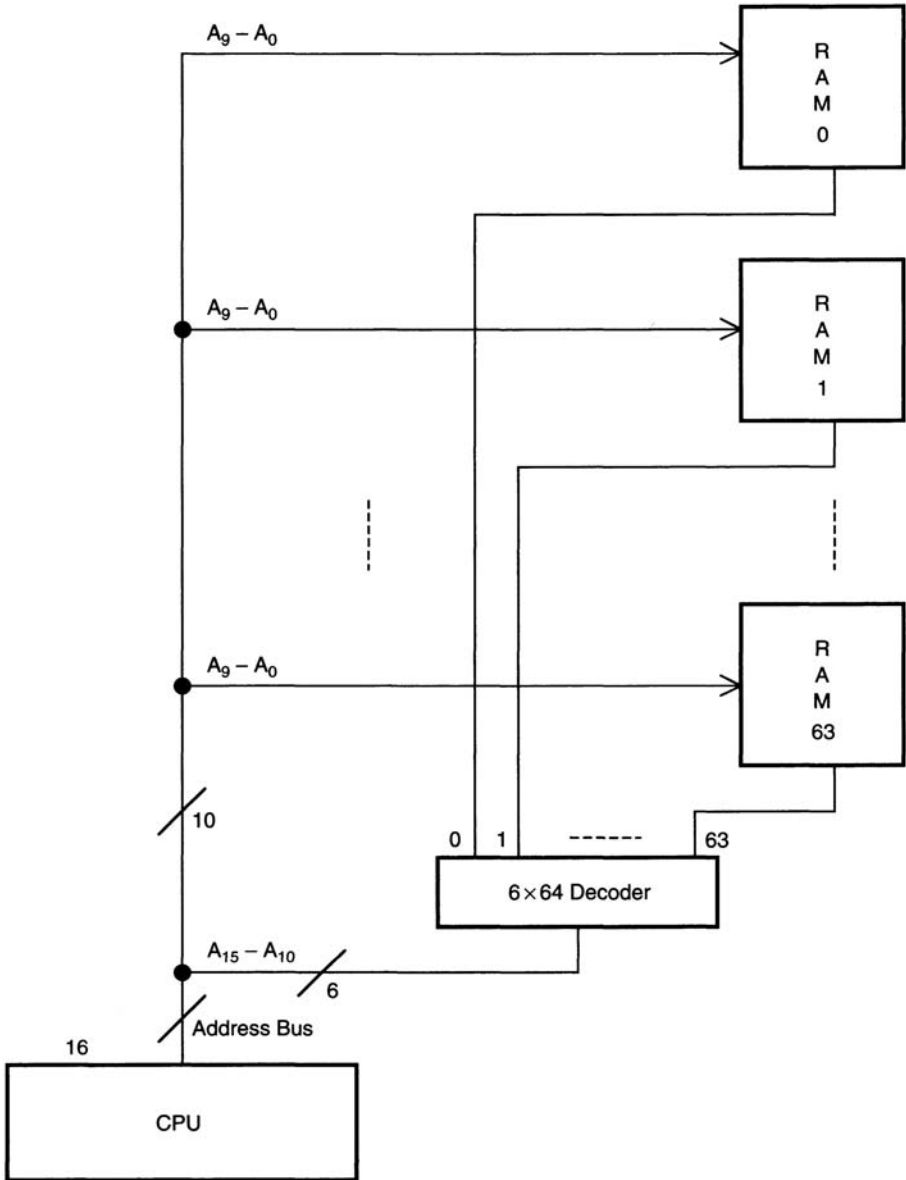 A₉ – A₀
R
A
M
0
A₉ – A₀
R
A
M
1
A₉ – A₀
R
A
M
63
10
0 1 63
6×64 Decoder
A₁₅ – A₁₀
6
Address Bus
16
CPU